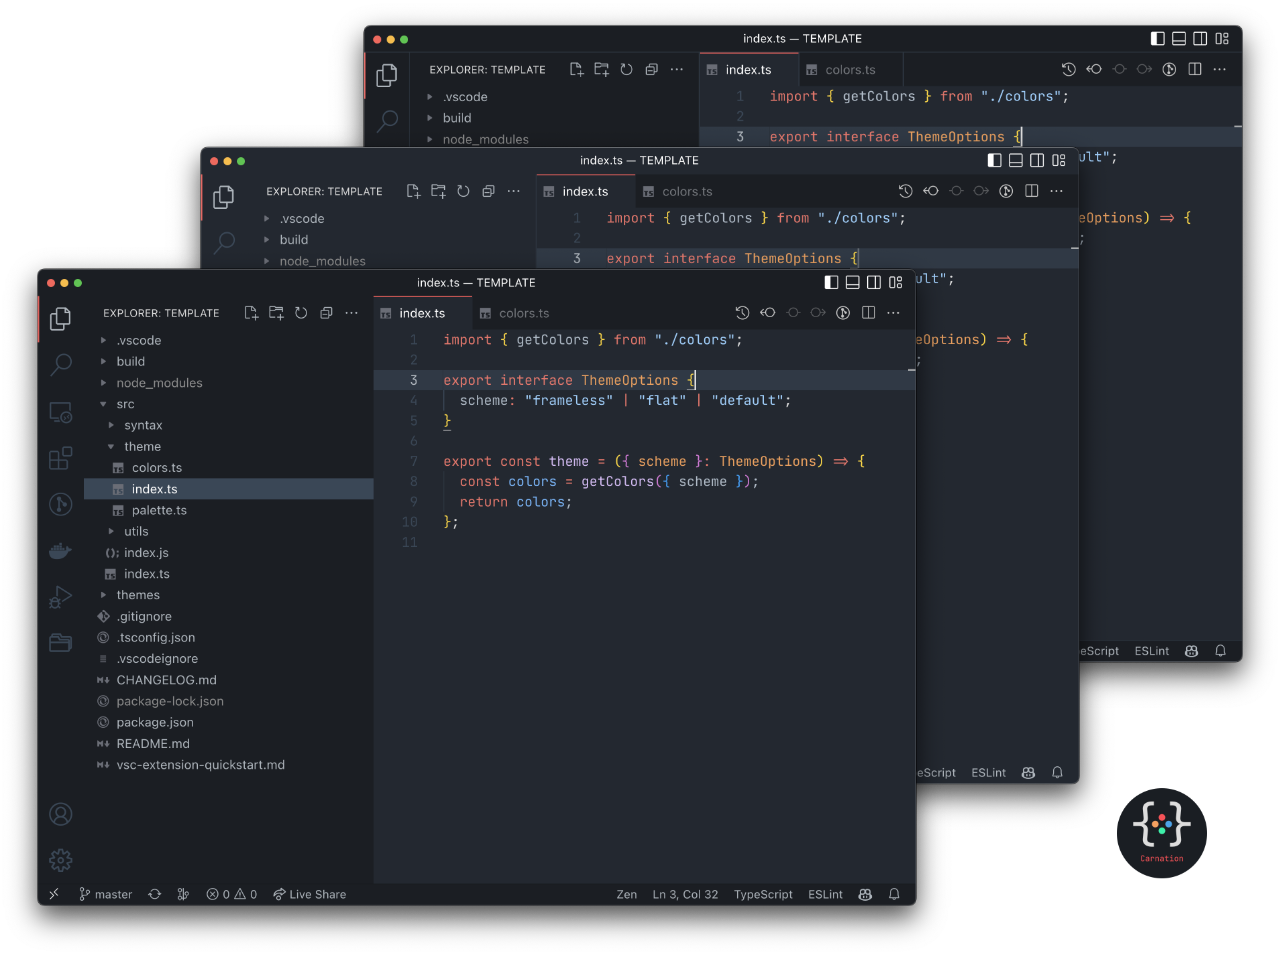 index.ts — TEMPLATE
EXPLORER: TEMPLATE
index.ts
colors.ts
.vscode
build
node_modules
1 import { getColors } from "./colors";
2
3 export interface ThemeOptions {
ult";
eOptions) => {
;
eScript ESLint
index.ts — TEMPLATE
EXPLORER: TEMPLATE
index.ts
colors.ts
.vscode
build
node_modules
1 import { getColors } from "./colors";
2
3 export interface ThemeOptions {
ult";
eOptions) => {
;
eScript ESLint
index.ts — TEMPLATE
EXPLORER: TEMPLATE
.vscode
build
node_modules
src
syntax
theme
colors.ts
index.ts
palette.ts
utils
index.js
index.ts
themes
.gitignore
.tsconfig.json
.vscodeignore
CHANGELOG.md
package-lock.json
package.json
README.md
vsc-extension-quickstart.md
index.ts
colors.ts
1 import { getColors } from "./colors";
2
3 export interface ThemeOptions {
4 scheme: "frameless" | "flat" | "default";
5 }
6
7 export const theme = ({ scheme }: ThemeOptions) => {
8 const colors = getColors({ scheme });
9 return colors;
10 };
11
master 0 0 Live Share Zen Ln 3, Col 32 TypeScript ESLint
{ }
Carnation